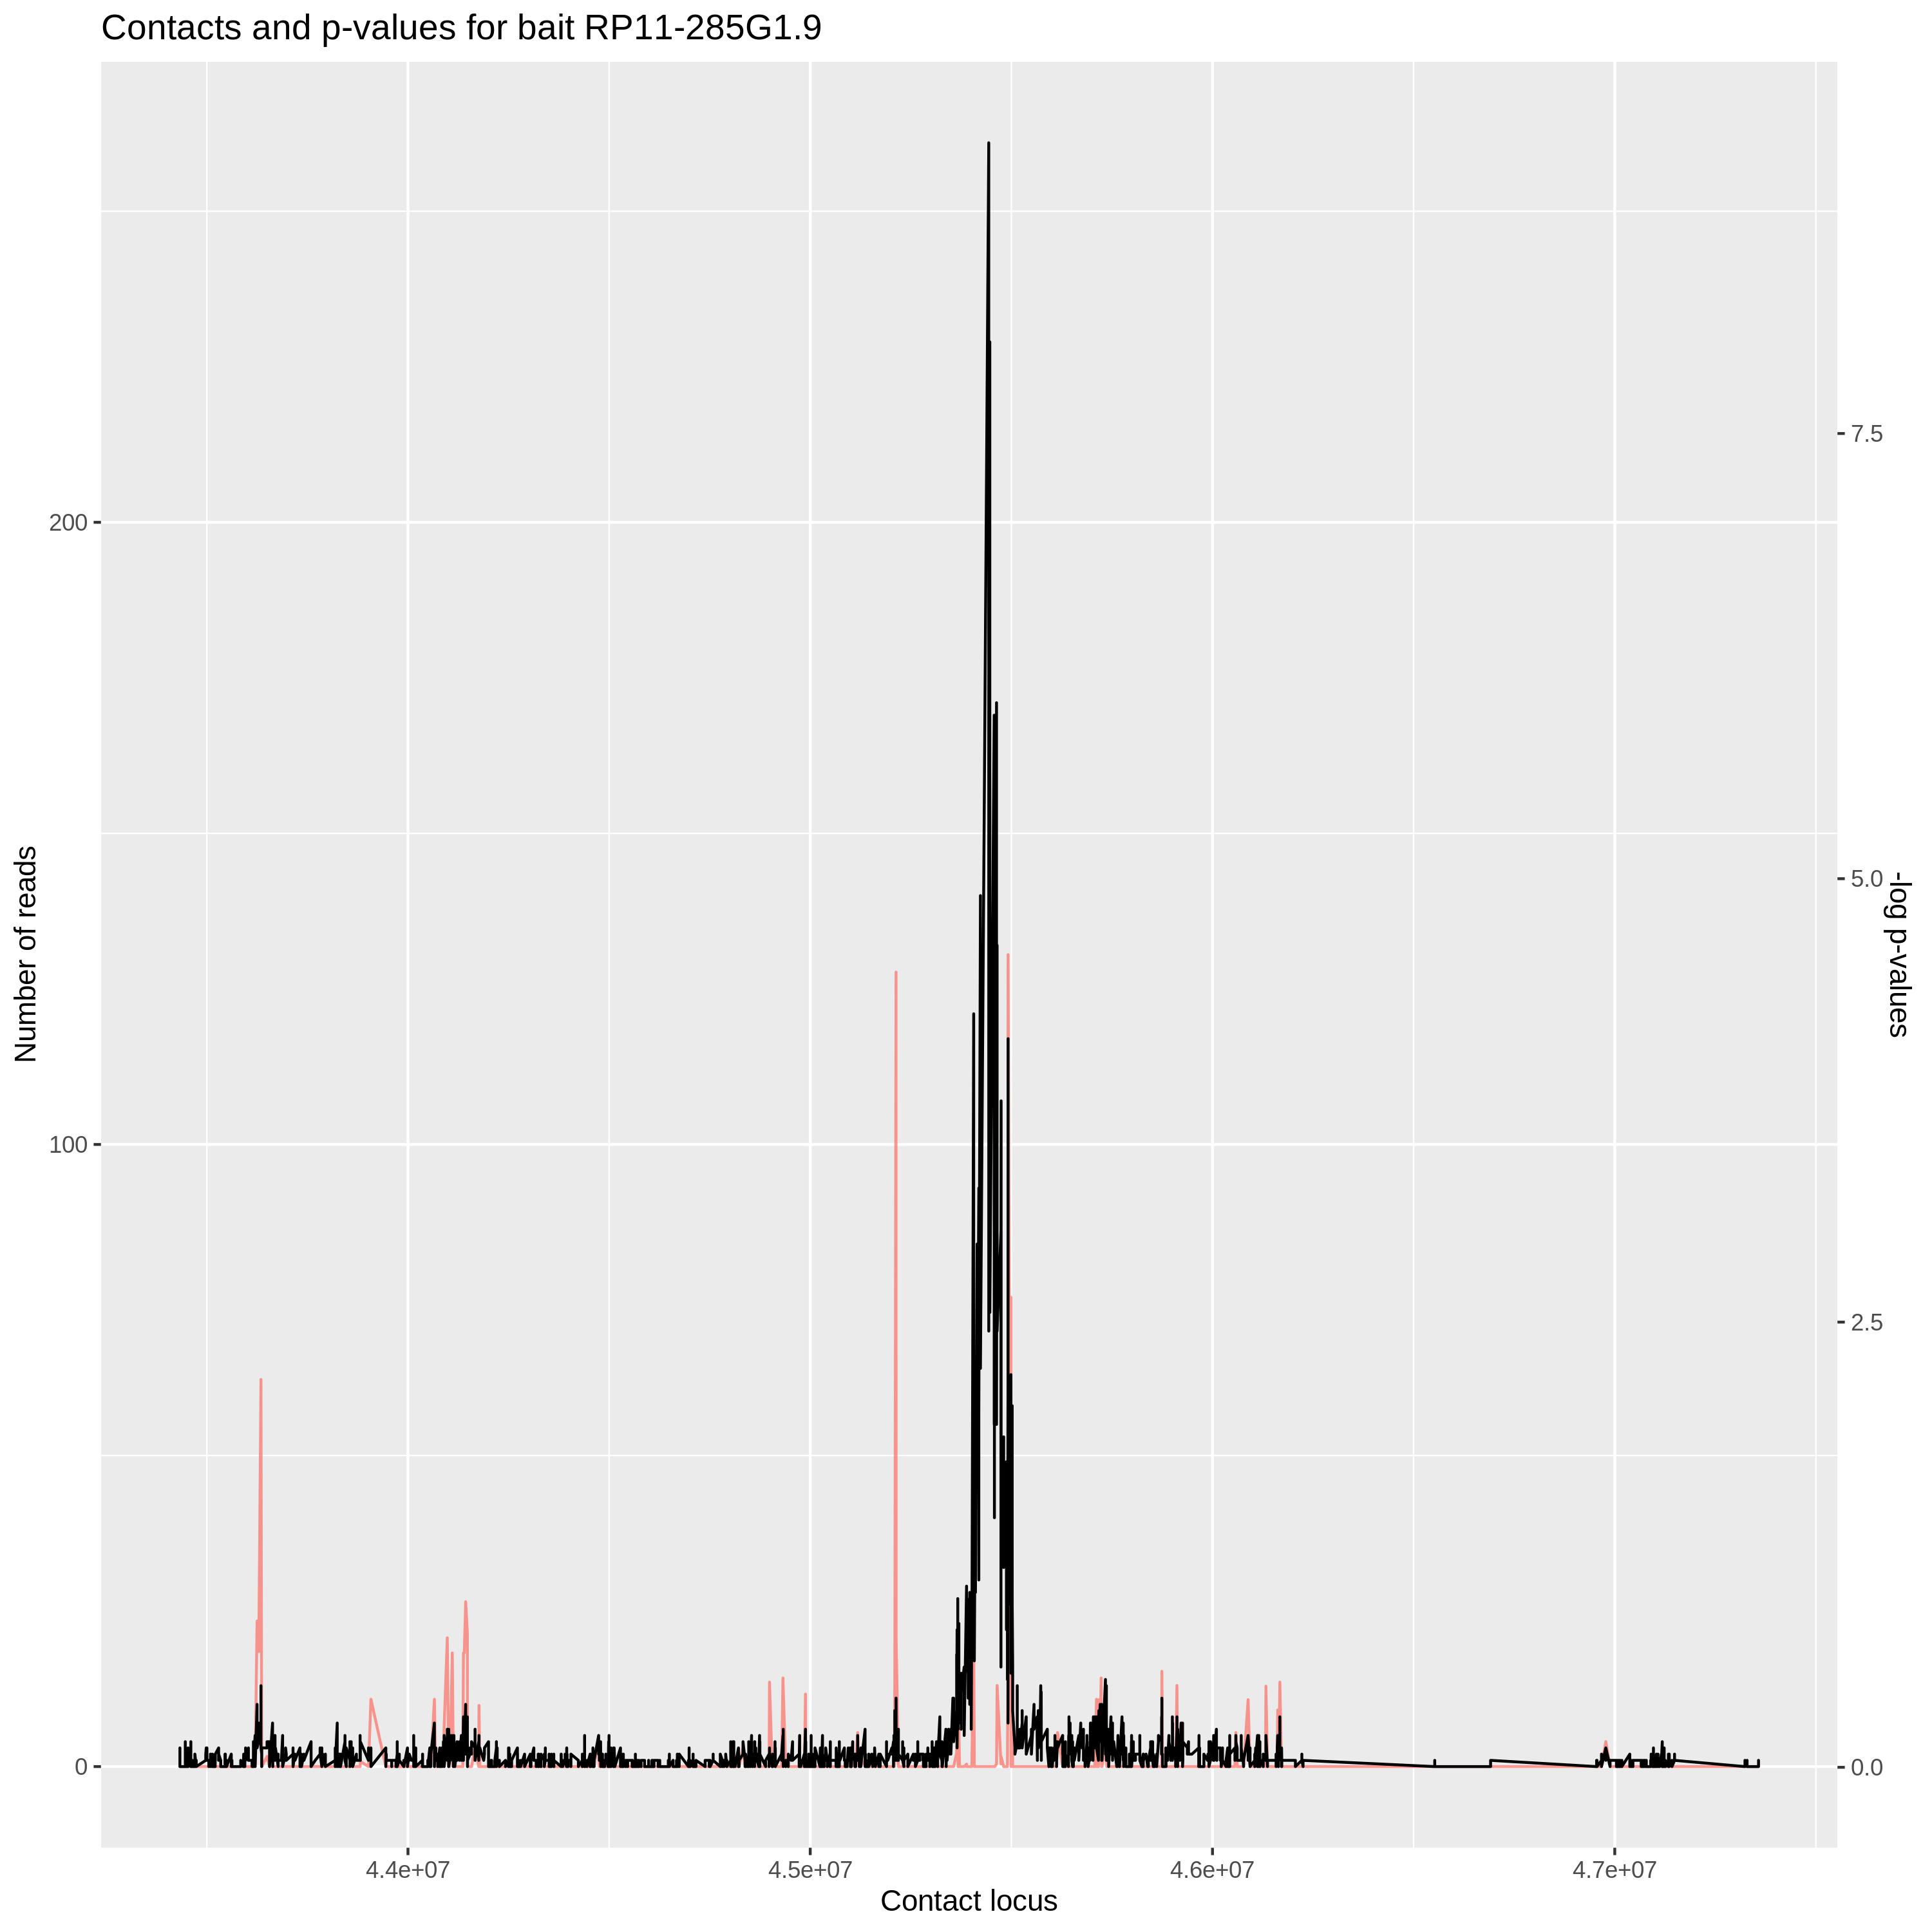 Contacts and p-values for bait RP11-285G1.9
Number of reads
200
100
0
7.5
5.0
2.5
0.0
-log p-values
4.4e+07
4.5e+07
4.6e+07
4.7e+07
Contact locus